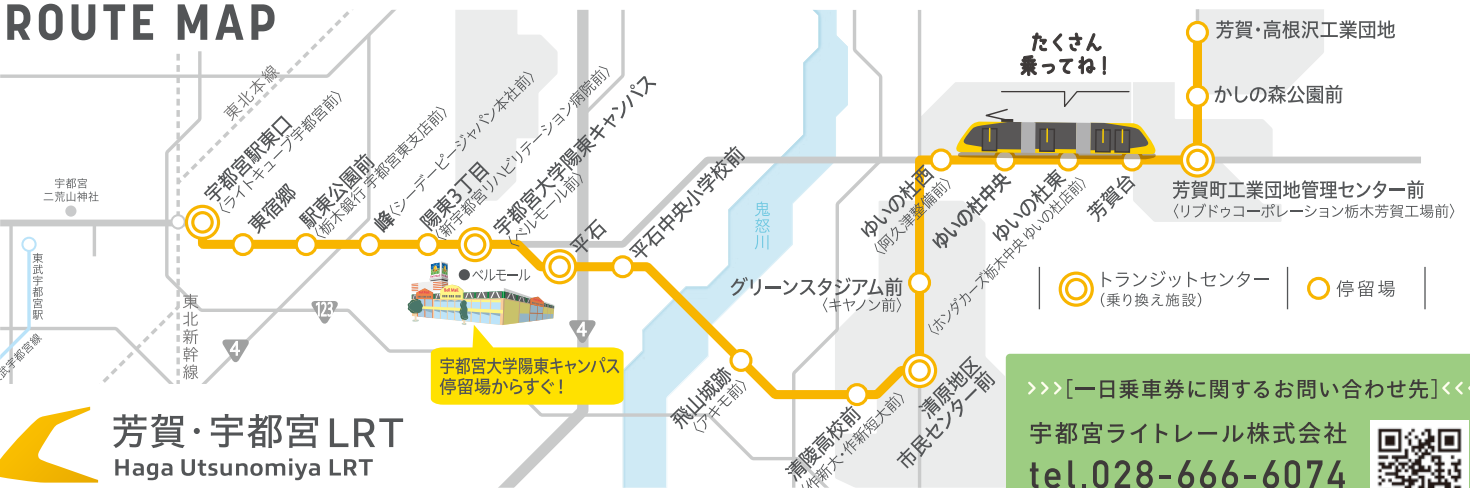 ROUTE MAP
東北本線
宇都宮
二荒山神社
東武宇都宮駅
武宇都宮線
東北新幹線
宇都宮駅東口
〈ライトキューブ宇都宮前〉
東宿郷
駅東公園前
〈栃木銀行 宇都宮東支店前〉
峰〈シーデーピージャパン本社前〉
陽東3丁目
〈新宇都宮リハビリテーション病院前〉
宇都宮大学陽東キャンパス
〈ベルモール前〉
平石
平石中央小学校前
ベルモール
Bell Mall
123
4
4
宇都宮大学陽東キャンパス
停留場からすぐ!
鬼怒川
飛山城跡
〈アキモ前〉
清陵高校前
〈作新大・作新短大前〉
清原地区
市民センター前
グリーンスタジアム前
〈キヤノン前〉
ゆいの杜西
〈阿久津整備前〉
ゆいの杜中央
ゆいの杜東
〈ホンダカーズ栃木中央 ゆいの杜店前〉
芳賀台
たくさん
乗ってね!
芳賀・高根沢工業団地
かしの森公園前
芳賀町工業団地管理センター前
〈リブドゥコーポレーション栃木芳賀工場前〉
トランジットセンター
(乗り換え施設)
停留場
芳賀・宇都宮LRT
Haga Utsunomiya LRT
>>>[一日乗車券に関するお問い合わせ先]<<
宇都宮ライトレール株式会社
tel.028-666-6074